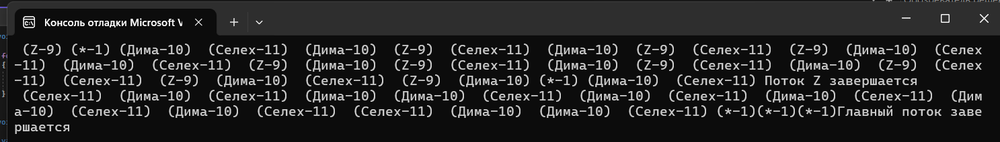 Консоль отладки Microsoft V
(Z-9) (*-1) (Дима-10)  (Селех-11)  (Дима-10)  (Z-9)  (Селех-11)  (Дима-10)  (Z-9)  (Селех-11)  (Z-9)  (Дима-10)  (Селех
-11)  (Дима-10)  (Селех-11)  (Z-9)  (Дима-10)  (Z-9)  (Селех-11)  (Дима-10)  (Z-9)  (Селех-11)  (Дима-10)  (Z-9)  (Селех
-11)  (Селех-11)  (Z-9)  (Дима-10)  (Селех-11)  (Z-9)  (Дима-10) (*-1) (Дима-10)  (Селех-11) Поток Z завершается
(Селех-11)  (Дима-10)  (Селех-11)  (Дима-10)  (Дима-10)  (Селех-11)  (Дима-10)  (Селех-11)  (Дима-10)  (Селех-11)  (Дим
а-10)  (Селех-11)  (Дима-10)  (Селех-11)  (Селех-11)  (Дима-10)  (Дима-10)  (Селех-11) (*-1)(*-1)(*-1)Главный поток заве
ршается